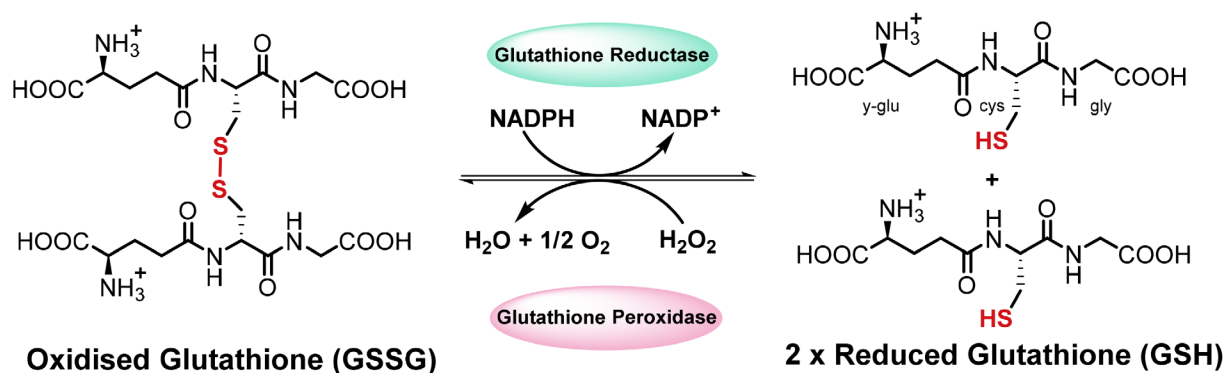 NH3+
HOOC
N
H
O
O
N
H
COOH
S
S
HOOC
NH3+
O
N
H
O
H
N
COOH
Oxidised Glutathione (GSSG)
Glutathione Reductase
NADPH NADP+
H2O + 1/2 O2 H2O2
Glutathione Peroxidase
NH3+
HOOC
O
H
N
O
N
H
COOH
y-glu cys gly
HS
+
NH3+
HOOC
O
H
N
O
N
H
COOH
HS
2 x Reduced Glutathione (GSH)